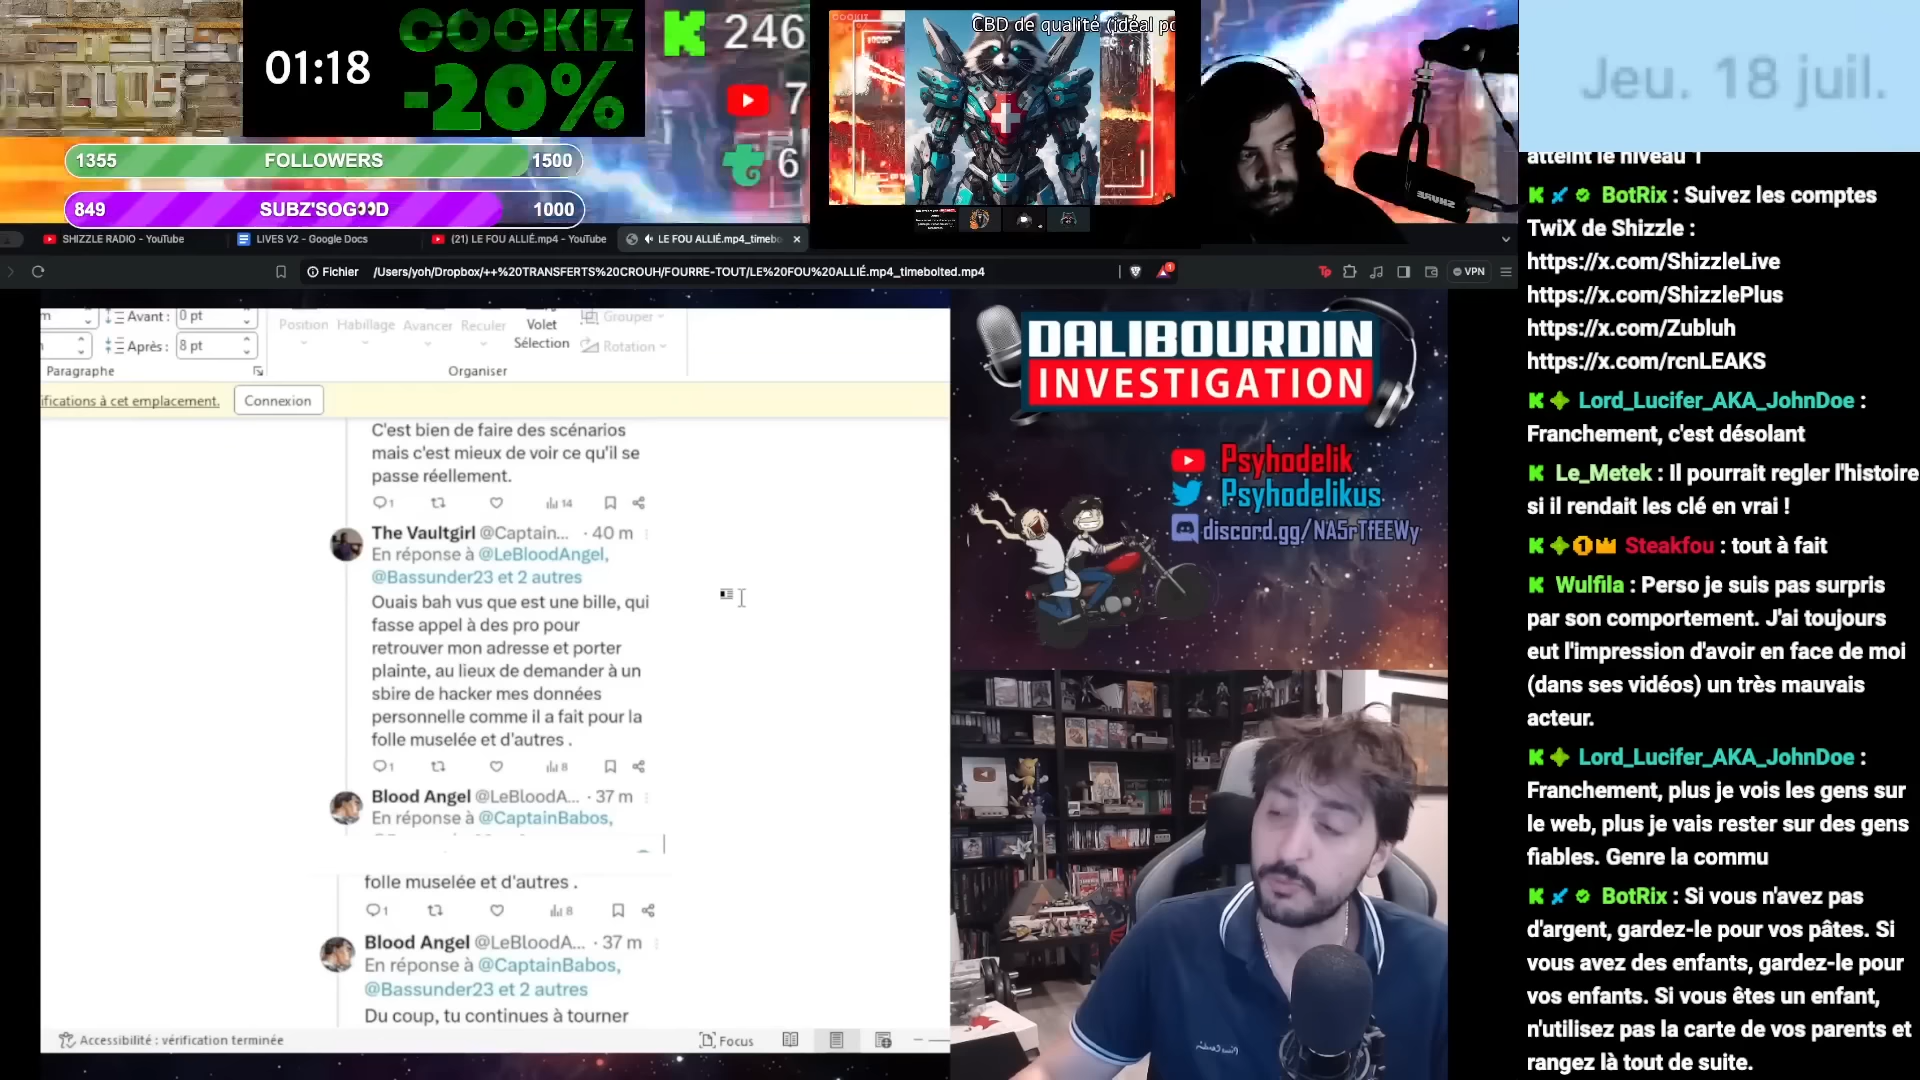 01:18
COOKIZ
-20%
246
7
6
1355 FOLLOWERS 1500
849 SUBZ'SOG👀D 1000
COOKIZ
CBD de qualité (idéal po
Jeu. 18 juil.
SHIZZLE RADIO - YouTube
LIVES V2 - Google Docs
(21) LE FOU ALLIÉ.mp4 - YouTube
LE FOU ALLIÉ.mp4_timebo
Fichier /Users/yoh/Dropbox/++%20TRANSFERTS%20CROUH/FOURRE-TOUT/LE%20FOU%20ALLIÉ.mp4_timebolted.mp4
VPN
Avant : 0 pt
Après : 8 pt
Paragraphe
Position
Habillage
Avancer
Reculer
Volet
Sélection
Grouper
Rotation
Organiser
ifications à cet emplacement.
Connexion
C'est bien de faire des scénarios
mais c'est mieux de voir ce qu'il se
passe réellement.
1 14
The Vaultgirl @Captain... · 40 m
En réponse à @LeBloodAngel,
@Bassunder23 et 2 autres
Ouais bah vus que est une bille, qui
fasse appel à des pro pour
retrouver mon adresse et porter
plainte, au lieux de demander à un
sbire de hacker mes données
personnelle comme il a fait pour la
folle muselée et d'autres .
1 8
Blood Angel @LeBloodA... · 37 m
En réponse à @CaptainBabos,
folle muselée et d'autres .
1 8
Blood Angel @LeBloodA... · 37 m
En réponse à @CaptainBabos,
@Bassunder23 et 2 autres
Du coup, tu continues à tourner
Accessibilité : vérification terminée
Focus
DALIBOURDIN
INVESTIGATION
Psyhodelik
Psyhodelikus
discord.gg/NA5rTfEEWy
atteint le niveau 1
BotRix : Suivez les comptes
TwiX de Shizzle :
https://x.com/ShizzleLive
https://x.com/ShizzlePlus
https://x.com/Zubluh
https://x.com/rcnLEAKS
Lord_Lucifer_AKA_JohnDoe :
Franchement, c'est désolant
Le_Metek : Il pourrait regler l'histoire
si il rendait les clé en vrai !
Steakfou : tout à fait
Wulfila : Perso je suis pas surpris
par son comportement. J'ai toujours
eut l'impression d'avoir en face de moi
(dans ses vidéos) un très mauvais
acteur.
Lord_Lucifer_AKA_JohnDoe :
Franchement, plus je vois les gens sur
le web, plus je vais rester sur des gens
fiables. Genre la commu
BotRix : Si vous n'avez pas
d'argent, gardez-le pour vos pâtes. Si
vous avez des enfants, gardez-le pour
vos enfants. Si vous êtes un enfant,
n'utilisez pas la carte de vos parents et
rangez là tout de suite.